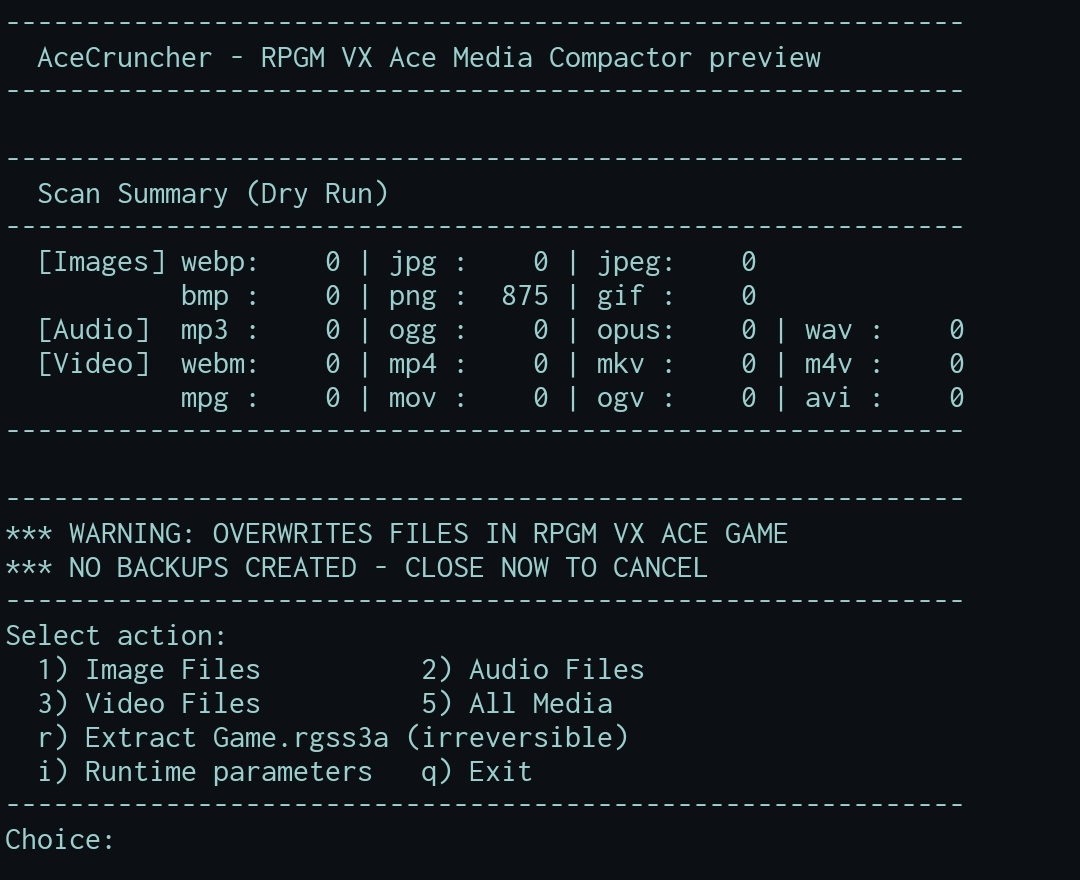 ------------------------------------------------------------
  AceCruncher - RPGM VX Ace Media Compactor preview
------------------------------------------------------------

------------------------------------------------------------
  Scan Summary (Dry Run)
------------------------------------------------------------
  [Images] webp:    0 | jpg :    0 | jpeg:    0
           bmp :    0 | png :  875 | gif :    0
  [Audio]  mp3 :    0 | ogg :    0 | opus:    0 | wav :    0
  [Video]  webm:    0 | mp4 :    0 | mkv :    0 | m4v :    0
           mpg :    0 | mov :    0 | ogv :    0 | avi :    0
------------------------------------------------------------

------------------------------------------------------------
*** WARNING: OVERWRITES FILES IN RPGM VX ACE GAME
*** NO BACKUPS CREATED - CLOSE NOW TO CANCEL
------------------------------------------------------------
Select action:
  1) Image Files          2) Audio Files
  3) Video Files          5) All Media
  r) Extract Game.rgss3a (irreversible)
  i) Runtime parameters   q) Exit
------------------------------------------------------------
Choice: